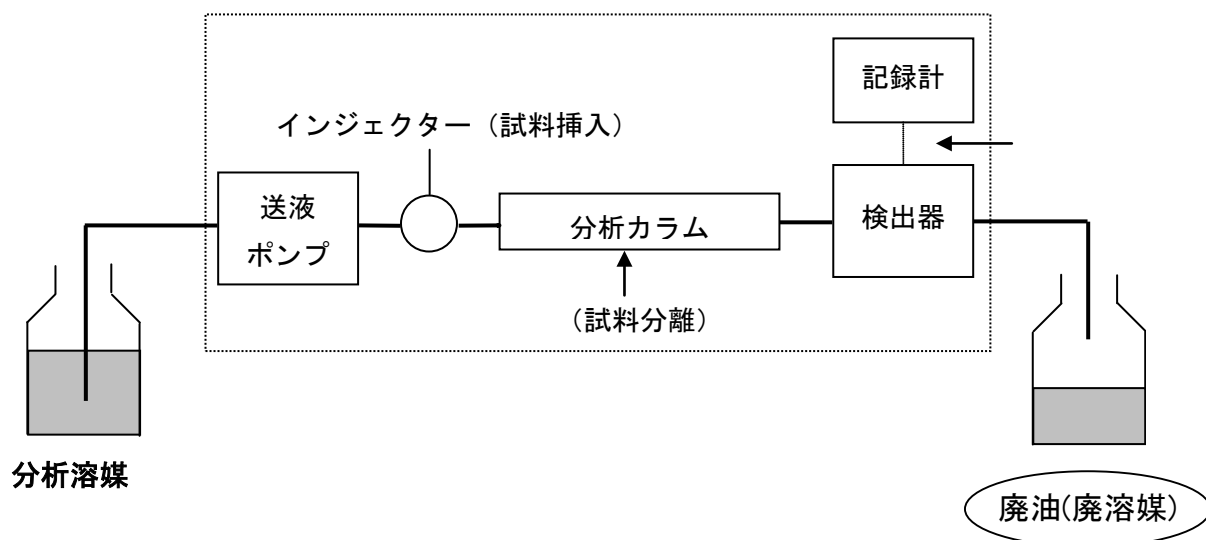 記録計
インジェクター（試料挿入）
送液
ポンプ
分析カラム
検出器
（試料分離）
分析溶媒
廃油(廃溶媒)